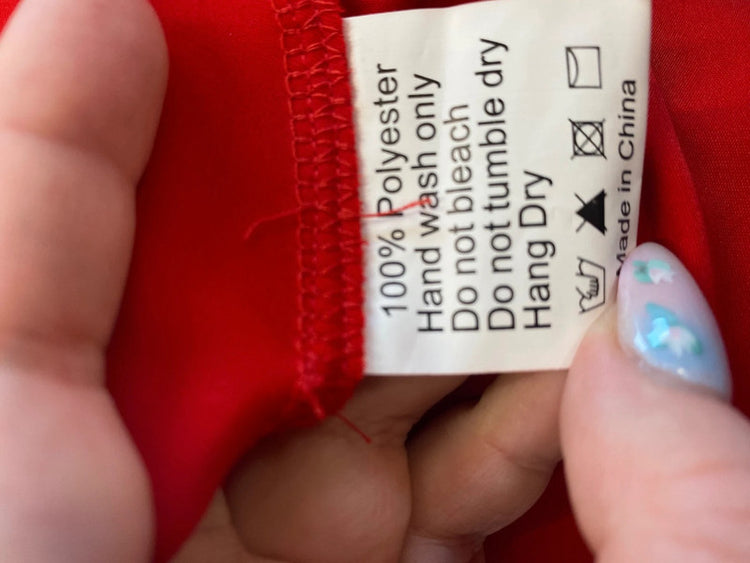 100% Polyester
Hand wash only
Do not bleach
Do not tumble dry
Hang Dry
Made in China